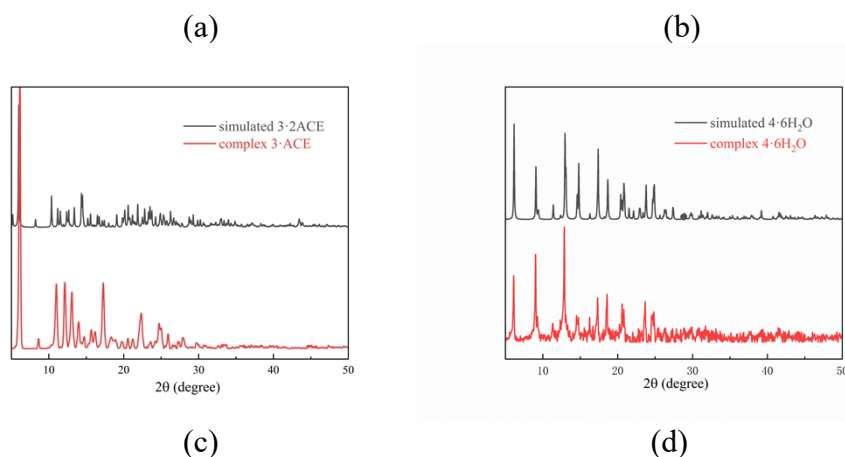 (a) (b)
simulated 3·2ACE
complex 3·ACE
10 20 30 40 50
2θ (degree)
simulated 4·6H₂O
complex 4·6H₂O
10 20 30 40 50
2θ (degree)
(c) (d)